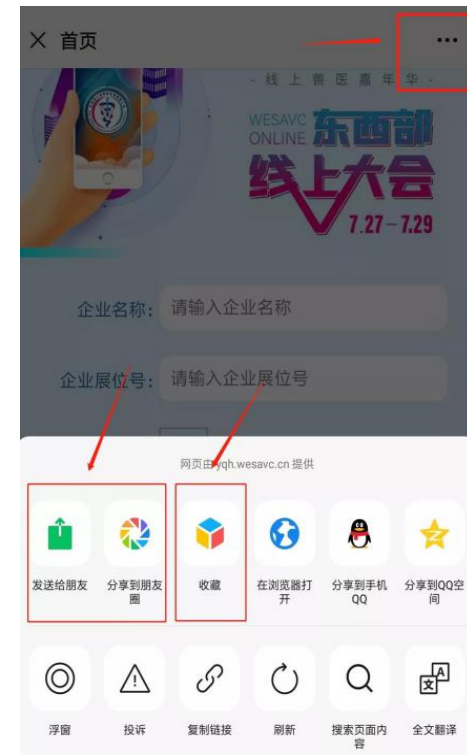 首页
- 线上兽医嘉年华 -
WESAVC
ONLINE
东西部
线上大会
7.27-7.29
企业名称: 请输入企业名称
企业展位号: 请输入企业展位号
网页由 yqh.wesavc.cn 提供
发送给朋友 分享到朋友圈 收藏 在浏览器打开 分享到手机QQ 分享到QQ空间
浮窗 投诉 复制链接 刷新 搜索页面内容 全文翻译